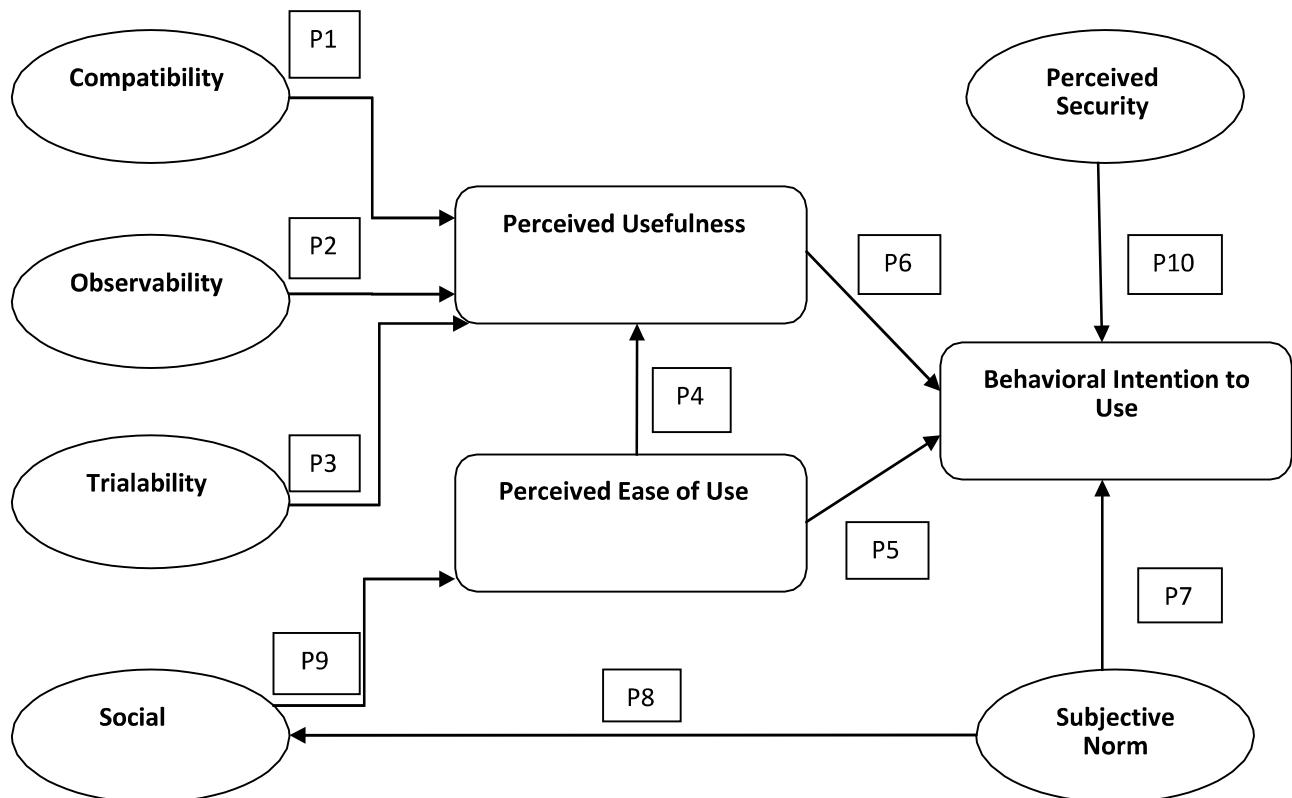 P1
Compatibility
Perceived
Security
P2
Perceived Usefulness
P6
P10
Observability
Behavioral Intention to
Use
P4
P3
Trialability
Perceived Ease of Use
P5
P7
P9
P8
Social
Subjective
Norm